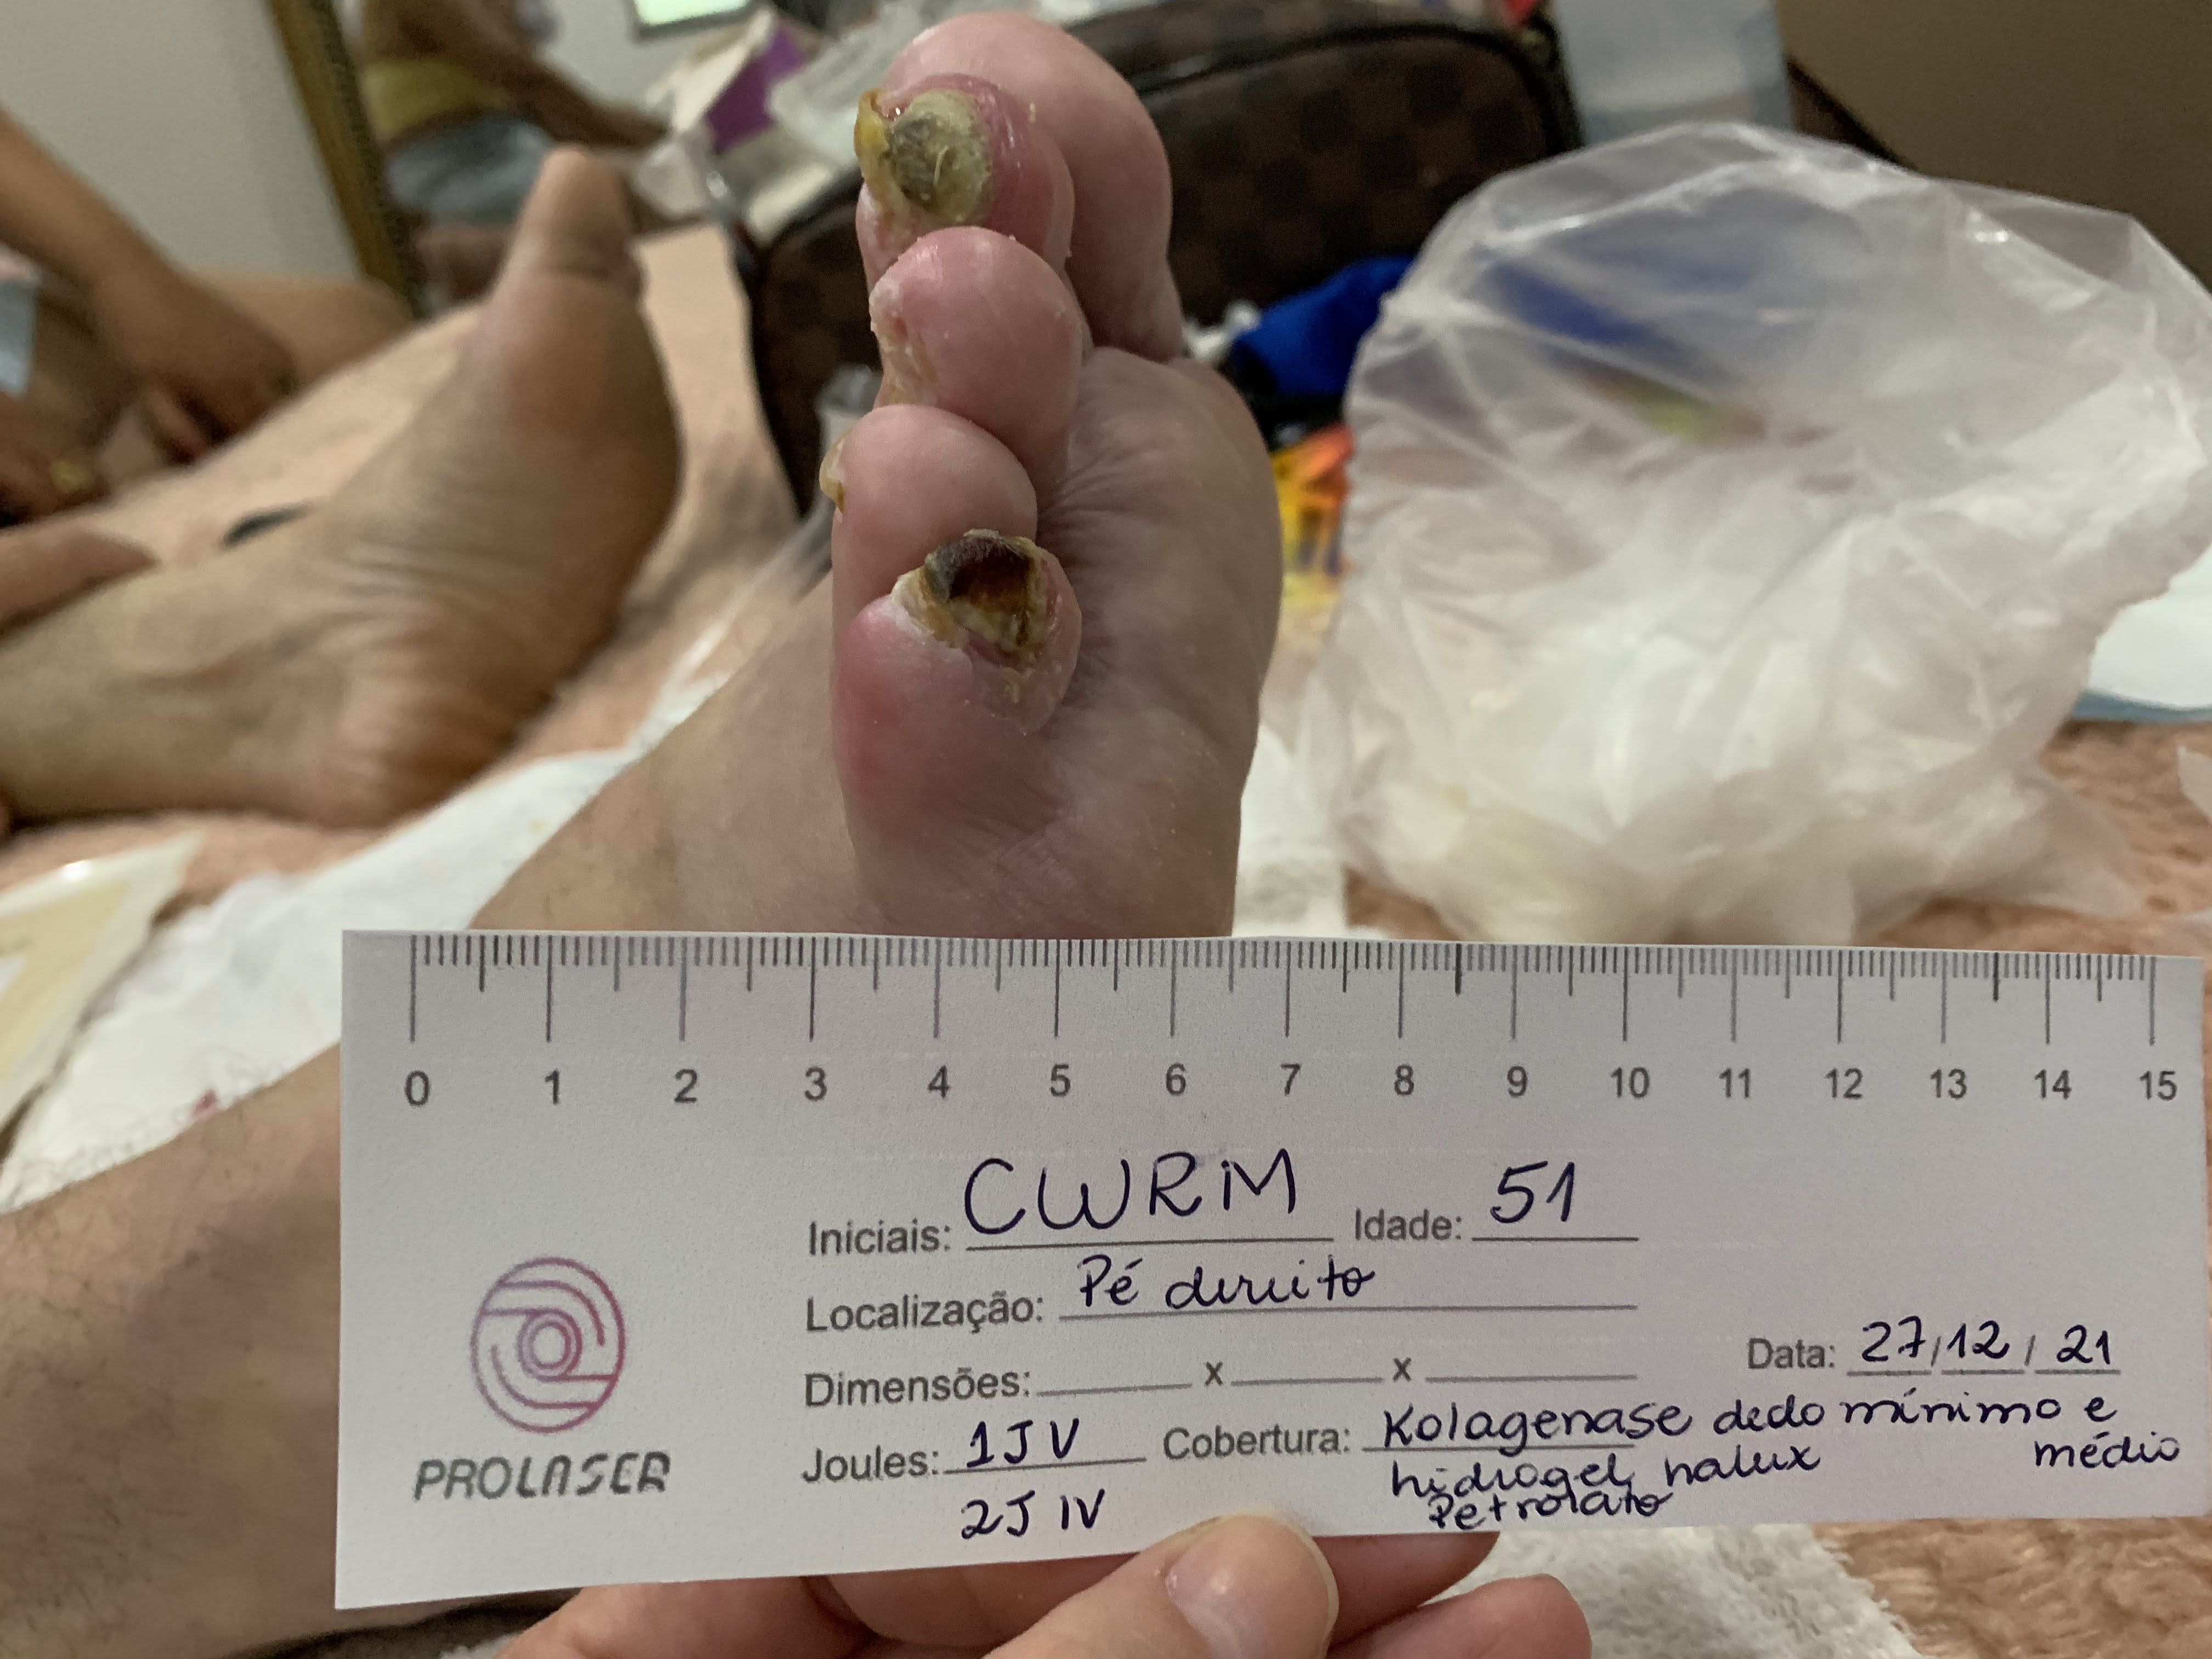 0 1 2 3 4 5 6 7 8 9 10 11 12 13 14 15
Iniciais: CWRM Idade: 51
Localização: Pé direito
Dimensões: x x Data: 27/12/21
Joules: 1J V Cobertura: Kolagenase dedo mínimo e
médio
2J IV hidrogel, halux
Petrolato
PROLASER